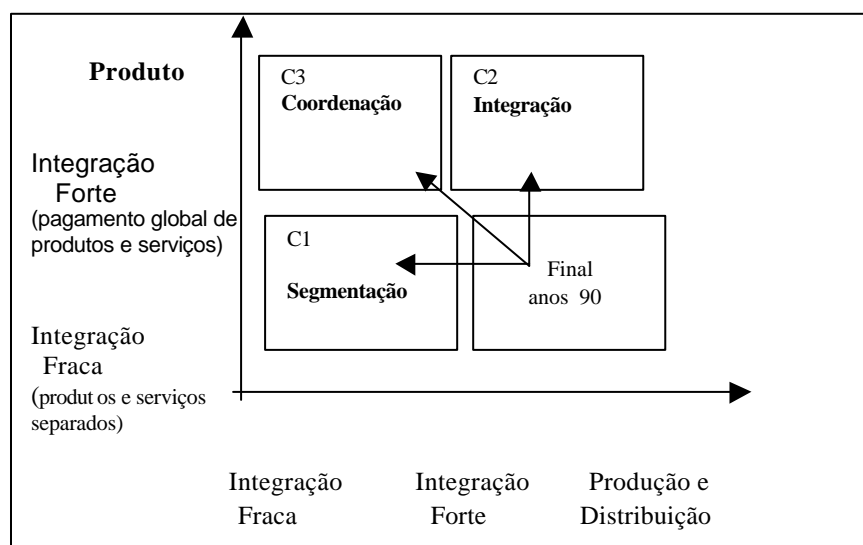 Produto
C3
Coordenação
C2
Integração
Integração
Forte
(pagamento global de
produtos e serviços)
C1
Segmentação
Final
anos 90
Integração
Fraca
(produt os e serviços
separados)
Integração
Fraca
Integração
Forte
Produção e
Distribuição